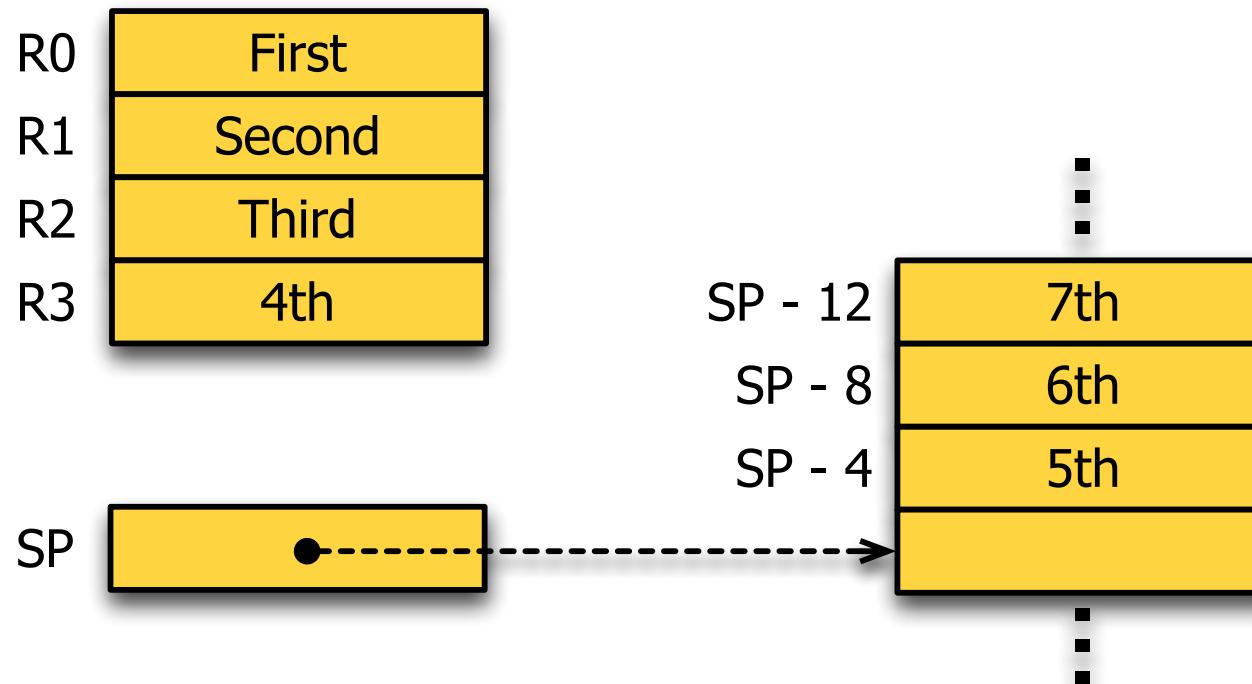 R0 First
R1 Second
R2 Third
R3 4th
SP - 12 7th
SP - 8 6th
SP - 4 5th
SP